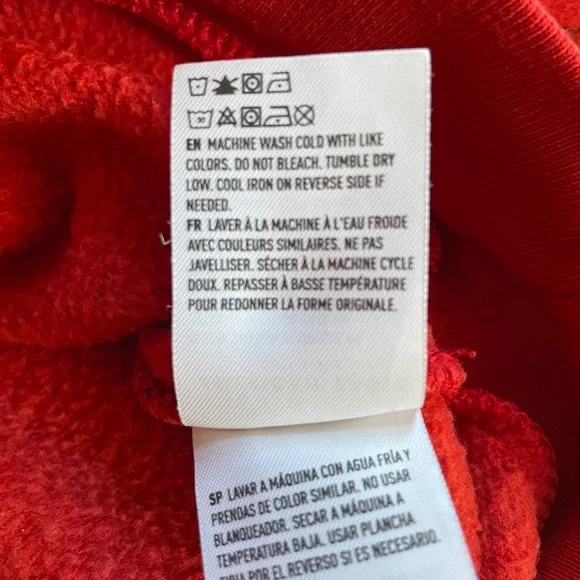 30
EN MACHINE WASH COLD WITH LIKE
COLORS. DO NOT BLEACH. TUMBLE DRY
LOW. COOL IRON ON REVERSE SIDE IF
NEEDED.
FR LAVER À LA MACHINE À L'EAU FROIDE
AVEC COULEURS SIMILAIRES. NE PAS
JAVELLISER. SÉCHER À LA MACHINE CYCLE
DOUX. REPASSER À BASSE TEMPÉRATURE
POUR REDONNER LA FORME ORIGINALE.
SP LAVAR A MÁQUINA CON AGUA FRÍA Y
PRENDAS DE COLOR SIMILAR. NO USAR
BLANQUEADOR. SECAR A MÁQUINA A
TEMPERATURA BAJA. USAR PLANCHA
POR EL REVERSO SI ES NECESARIO.